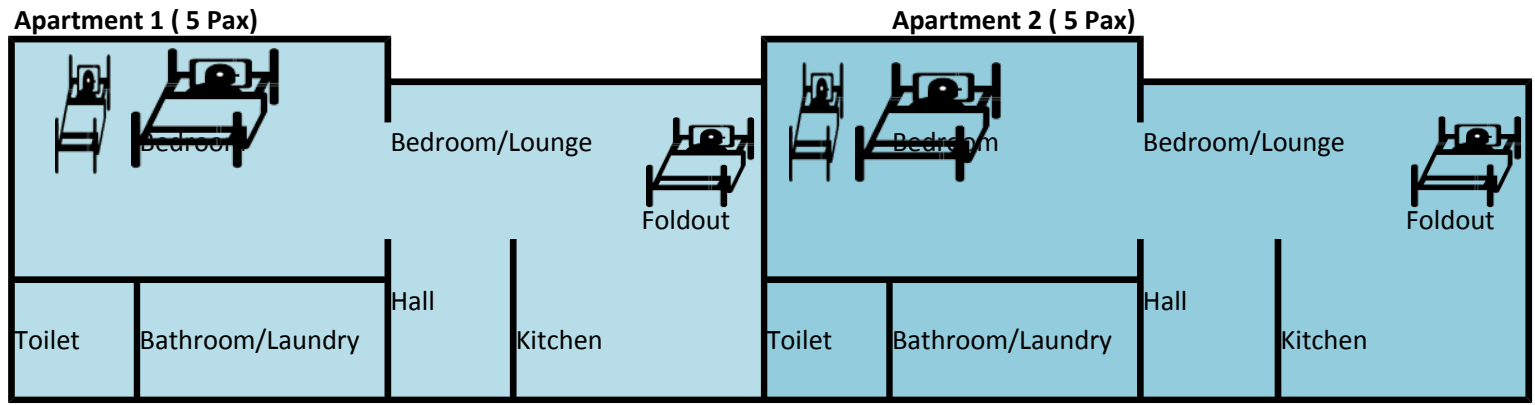 Apartment 1 ( 5 Pax) Apartment 2 ( 5 Pax)
Bedroom Bedroom/Lounge Bedroom Bedroom/Lounge
Foldout Foldout
Hall Hall
Toilet Bathroom/Laundry Kitchen Toilet Bathroom/Laundry Kitchen